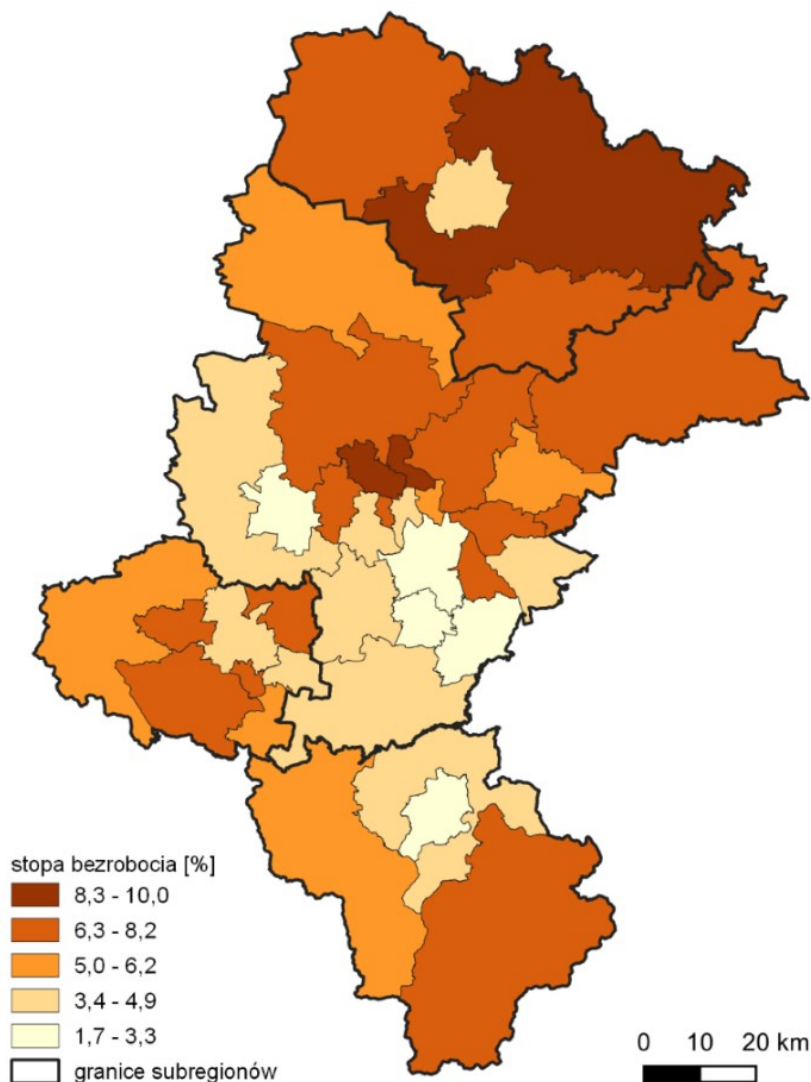 stopa bezrobocia [%]
8,3 - 10,0
6,3 - 8,2
5,0 - 6,2
3,4 - 4,9
1,7 - 3,3
granice subregionów
0 10 20 km